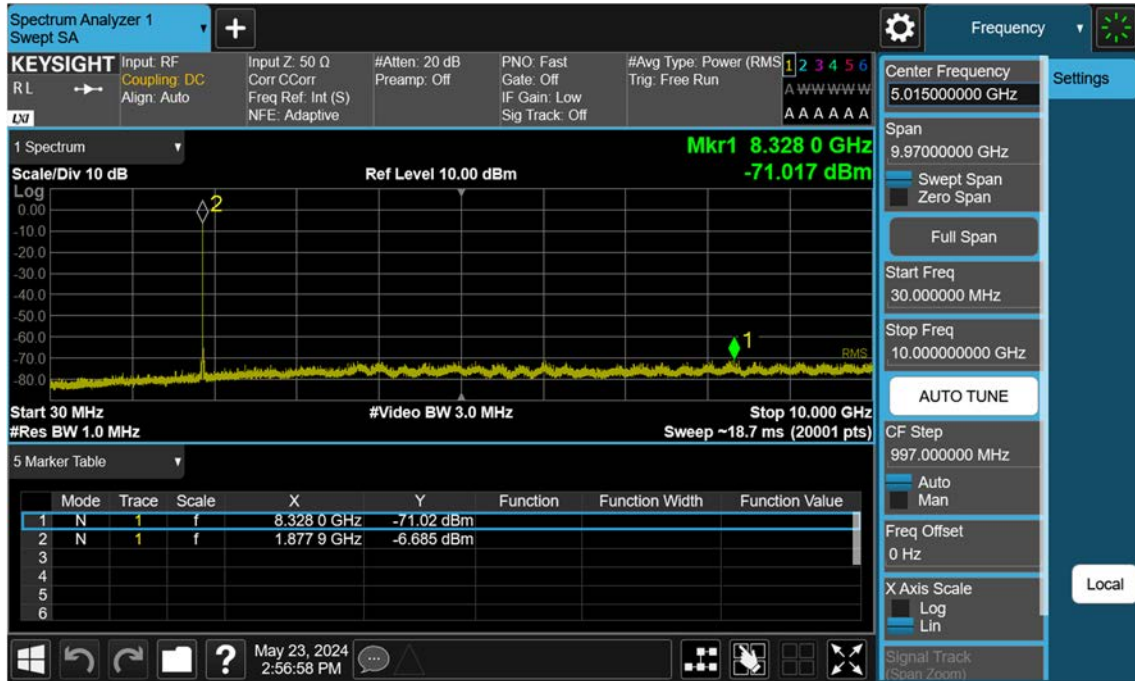 Spectrum Analyzer 1
Swept SA
+
Frequency
KEYSIGHT
R L
LXI
Input: RF
Coupling: DC
Align: Auto
Input Z: 50 Ω
Corr CCorr
Freq Ref: Int (S)
NFE: Adaptive
#Atten: 20 dB
Preamp: Off
PNO: Fast
Gate: Off
IF Gain: Low
Sig Track: Off
#Avg Type: Power (RMS
Trig: Free Run
1 2 3 4 5 6
A W W W W W
A A A A A A
1 Spectrum
Scale/Div 10 dB
Ref Level 10.00 dBm
Mkr1 8.328 0 GHz
-71.017 dBm
Log
0.00
-10.0
-20.0
-30.0
-40.0
-50.0
-60.0
-70.0
-80.0
2
1
RMS
Start 30 MHz
#Video BW 3.0 MHz
Stop 10.000 GHz
#Res BW 1.0 MHz
Sweep ~18.7 ms (20001 pts)
5 Marker Table
Mode Trace Scale X Y Function Function Width Function Value
1 N 1 f 8.328 0 GHz -71.02 dBm
2 N 1 f 1.877 9 GHz -6.685 dBm
3
4
5
6
?
May 23, 2024
2:56:58 PM
Center Frequency
5.015000000 GHz
Settings
Span
9.97000000 GHz
Swept Span
Zero Span
Full Span
Start Freq
30.000000 MHz
Stop Freq
10.000000000 GHz
AUTO TUNE
CF Step
997.000000 MHz
Auto
Man
Freq Offset
0 Hz
X Axis Scale
Log
Lin
Local
Signal Track
(Span Zoom)